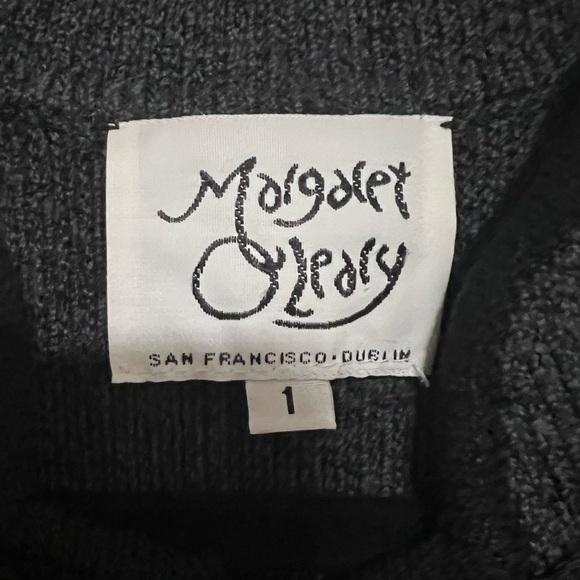 Margaret
O'Leary
SAN FRANCISCO · DUBLIN
1